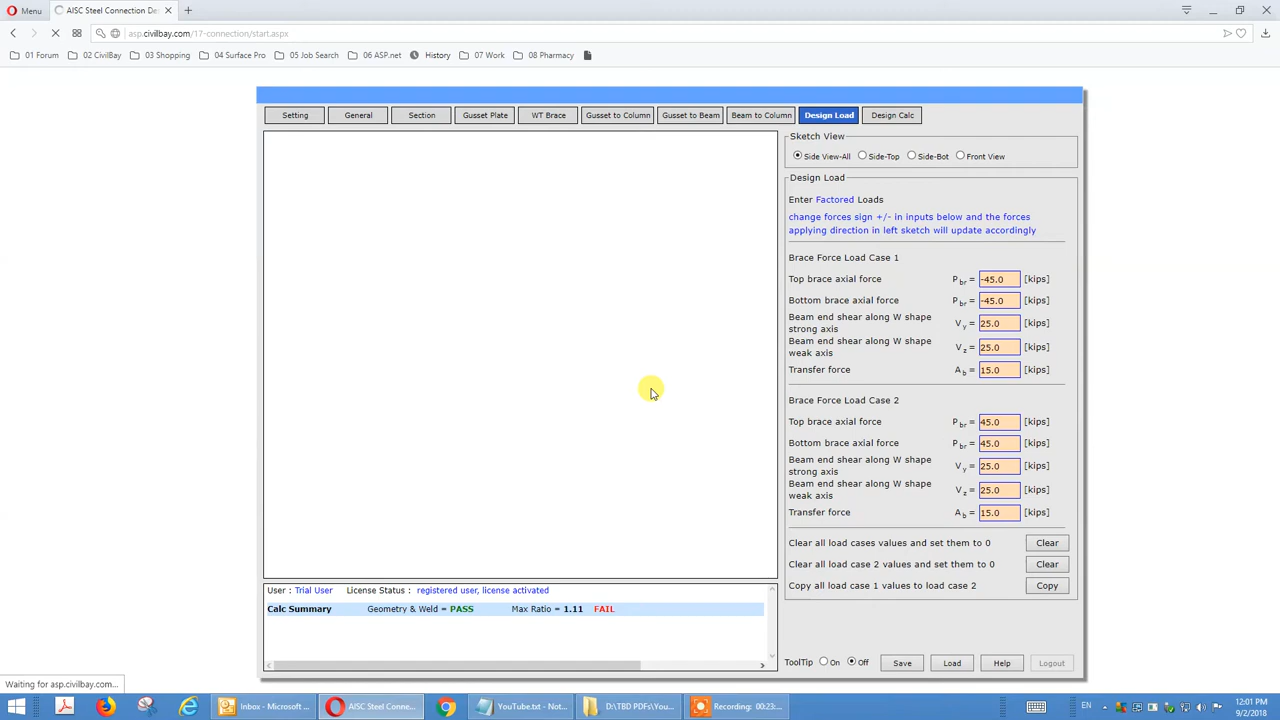 Menu
AISC Steel Connection De
asp.civilbay.com/17-connection/start.aspx
01 Forum 02 CivilBay 03 Shopping 04 Surface Pro 05 Job Search 06 ASP.net History 07 Work 08 Pharmacy
Setting General Section Gusset Plate WT Brace Gusset to Column Gusset to Beam Beam to Column Design Load Design Calc
Sketch View
Side View-All Side-Top Side-Bot Front View
Design Load
Enter Factored Loads
change forces sign +/- in inputs below and the forces
applying direction in left sketch will update accordingly
Brace Force Load Case 1
Top brace axial force P br = -45.0 [kips]
Bottom brace axial force P br = -45.0 [kips]
Beam end shear along W shape
strong axis V y = 25.0 [kips]
Beam end shear along W shape
weak axis V z = 25.0 [kips]
Transfer force A b = 15.0 [kips]
Brace Force Load Case 2
Top brace axial force P br = 45.0 [kips]
Bottom brace axial force P br = 45.0 [kips]
Beam end shear along W shape
strong axis V y = 25.0 [kips]
Beam end shear along W shape
weak axis V z = 25.0 [kips]
Transfer force A b = 15.0 [kips]
Clear all load cases values and set them to 0 Clear
Clear all load case 2 values and set them to 0 Clear
Copy all load case 1 values to load case 2 Copy
User : Trial User License Status : registered user, license activated
Calc Summary Geometry & Weld = PASS Max Ratio = 1.11 FAIL
ToolTip On Off Save Load Help Logout
Waiting for asp.civilbay.com...
Inbox - Microsoft ... AISC Steel Conne... YouTube.txt - Not... D:\TBD PDFs\You... Recording: 00:23:... EN 12:01 PM
9/2/2018